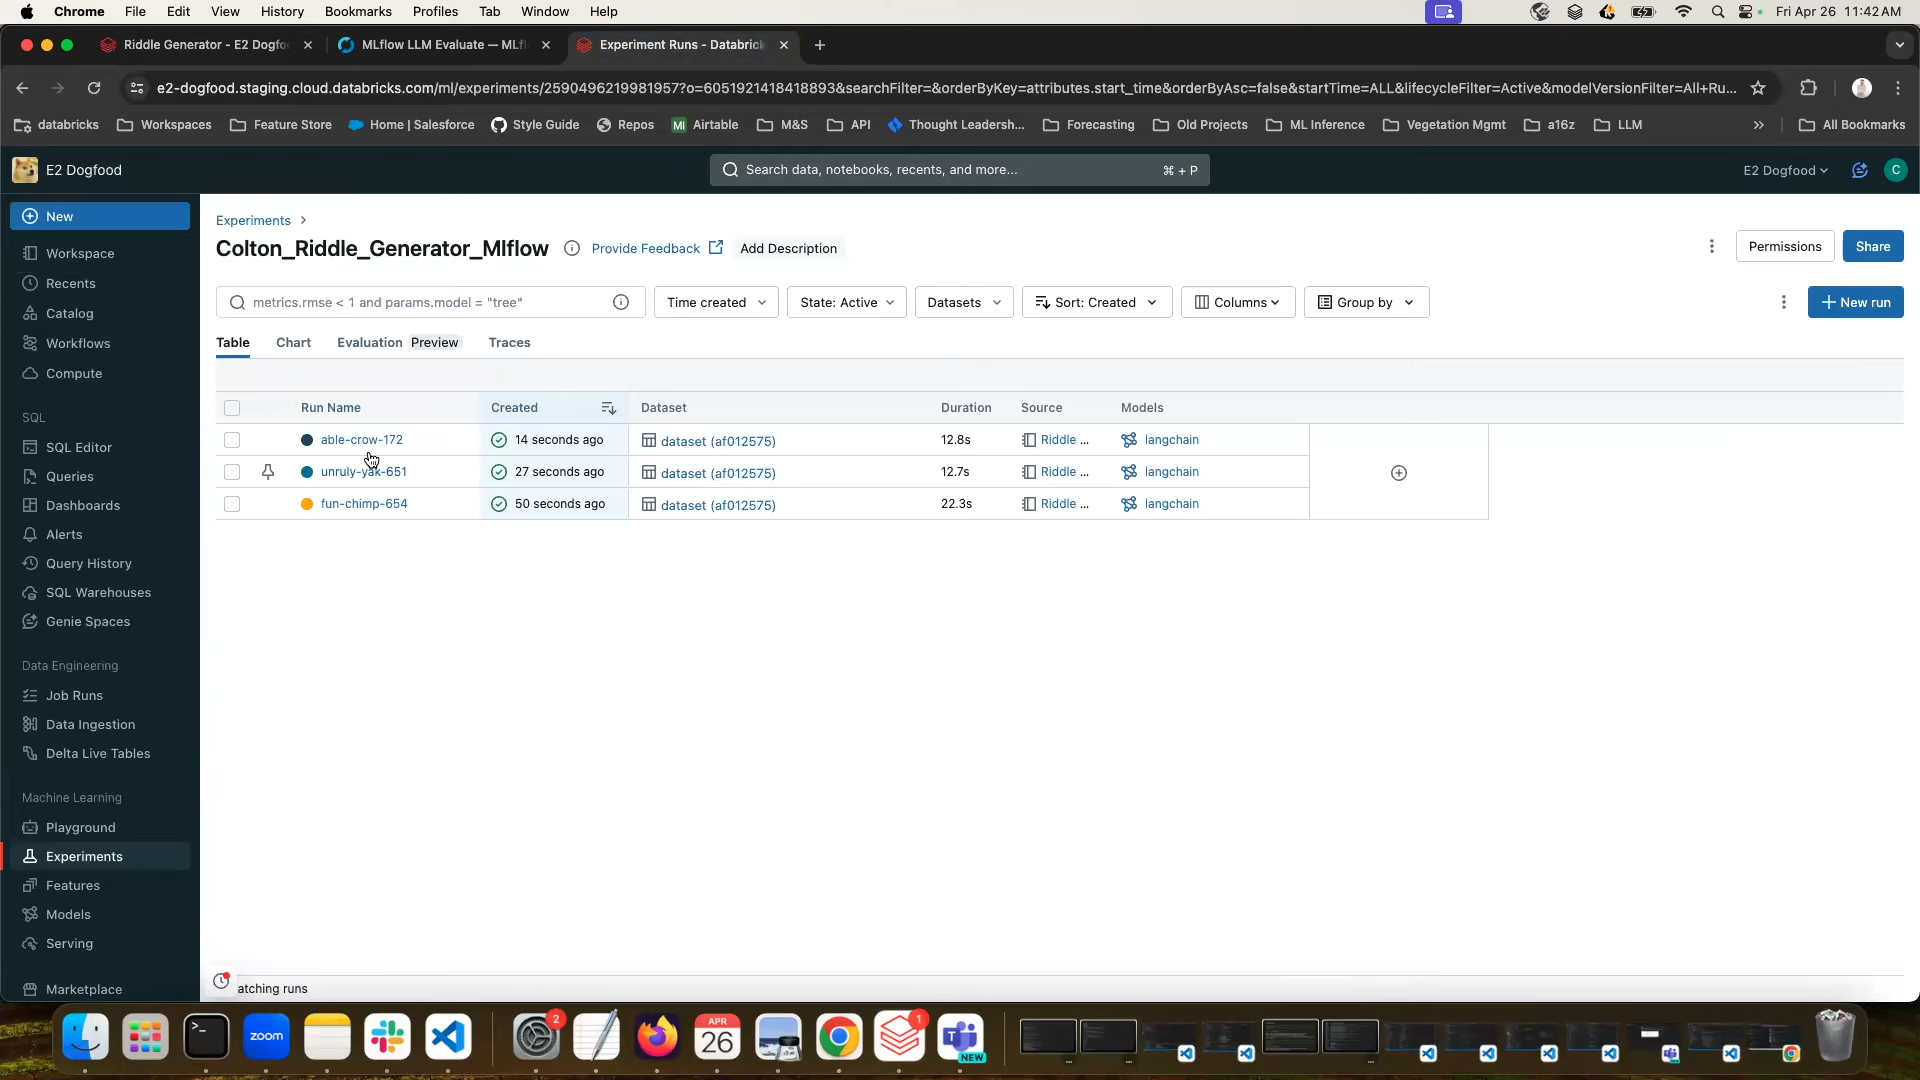 Chrome File Edit View History Bookmarks Profiles Tab Window Help Fri Apr 26 11:42 AM
Riddle Generator - E2 Dogfo MLflow LLM Evaluate — MLf Experiment Runs - Databric
e2-dogfood.staging.cloud.databricks.com/ml/experiments/2590496219981957?o=6051921418418893&searchFilter=&orderByKey=attributes.start_time&orderByAsc=false&startTime=ALL&lifecycleFilter=Active&modelVersionFilter=All+Ru...
databricks Workspaces Feature Store Home | Salesforce Style Guide Repos MI Airtable M&S API Thought Leadersh... Forecasting Old Projects ML Inference Vegetation Mgmt a16z LLM » All Bookmarks
E2 Dogfood Search data, notebooks, recents, and more... ⌘ + P E2 Dogfood C
New
Workspace
Recents
Catalog
Workflows
Compute
SQL
SQL Editor
Queries
Dashboards
Alerts
Query History
SQL Warehouses
Genie Spaces
Data Engineering
Job Runs
Data Ingestion
Delta Live Tables
Machine Learning
Playground
Experiments
Features
Models
Serving
Marketplace
Experiments >
Colton_Riddle_Generator_Mlflow Provide Feedback Add Description Permissions Share
metrics.rmse < 1 and params.model = "tree" Time created State: Active Datasets Sort: Created Columns Group by New run
Table Chart Evaluation Preview Traces
Run Name Created Dataset Duration Source Models
able-crow-172 14 seconds ago dataset (af012575) 12.8s Riddle ... langchain
unruly-yak-651 27 seconds ago dataset (af012575) 12.7s Riddle ... langchain
fun-chimp-654 50 seconds ago dataset (af012575) 22.3s Riddle ... langchain
atching runs
zoom 2 APR 26 1 NEW